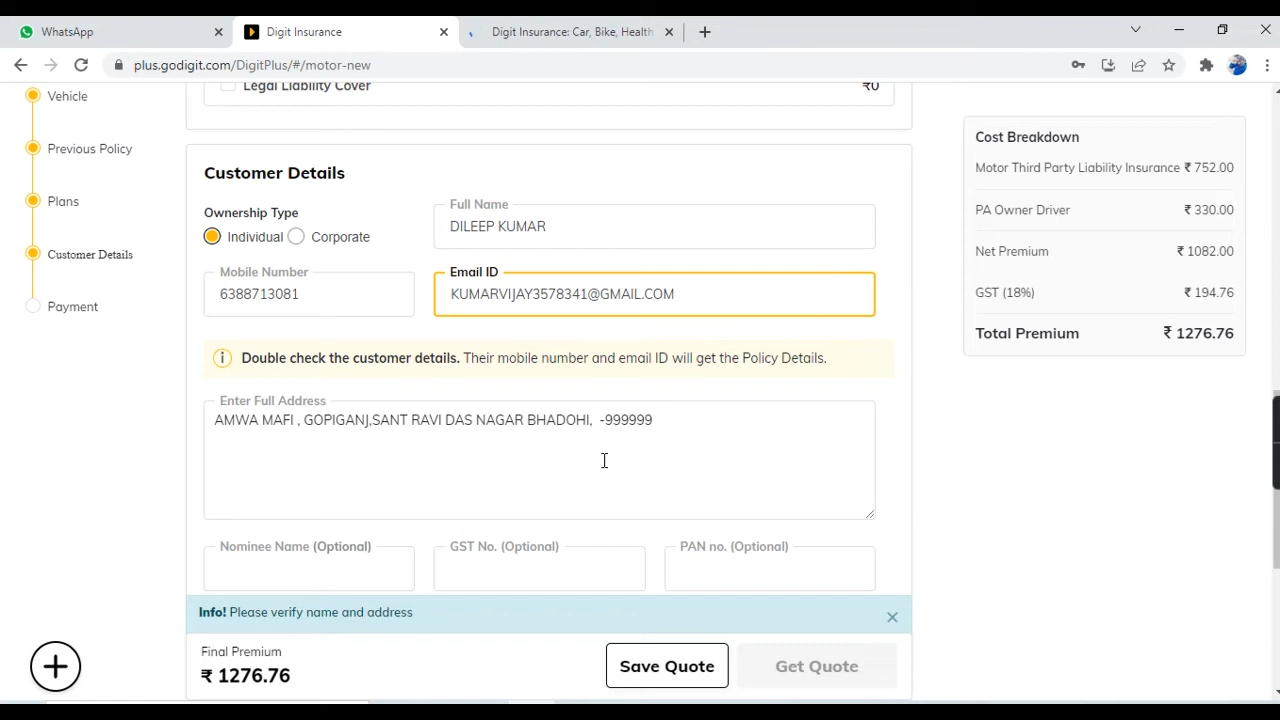 WhatsApp
Digit Insurance
Digit Insurance: Car, Bike, Health
plus.godigit.com/DigitPlus/#/motor-new
Vehicle
Previous Policy
Plans
Customer Details
Payment
Legal Liability Cover ₹0
Customer Details
Ownership Type
Individual Corporate
Full Name
DILEEP KUMAR
Mobile Number
6388713081
Email ID
KUMARVIJAY3578341@GMAIL.COM
Double check the customer details. Their mobile number and email ID will get the Policy Details.
Enter Full Address
AMWA MAFI , GOPIGANJ,SANT RAVI DAS NAGAR BHADOHI, -999999
Nominee Name (Optional)
GST No. (Optional)
PAN no. (Optional)
Info! Please verify name and address
Final Premium
₹ 1276.76
Save Quote
Get Quote
Cost Breakdown
Motor Third Party Liability Insurance ₹ 752.00
PA Owner Driver ₹ 330.00
Net Premium ₹ 1082.00
GST (18%) ₹ 194.76
Total Premium ₹ 1276.76